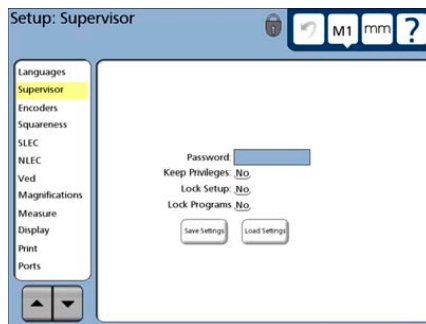 Setup: Supervisor
M1
mm
?
Languages
Supervisor
Encoders
Squareness
SLEC
NLEC
Ved
Magnifications
Measure
Display
Print
Ports
Password:
Keep Privileges: No
Lock Setup: No
Lock Programs No
Save Settings
Load Settings